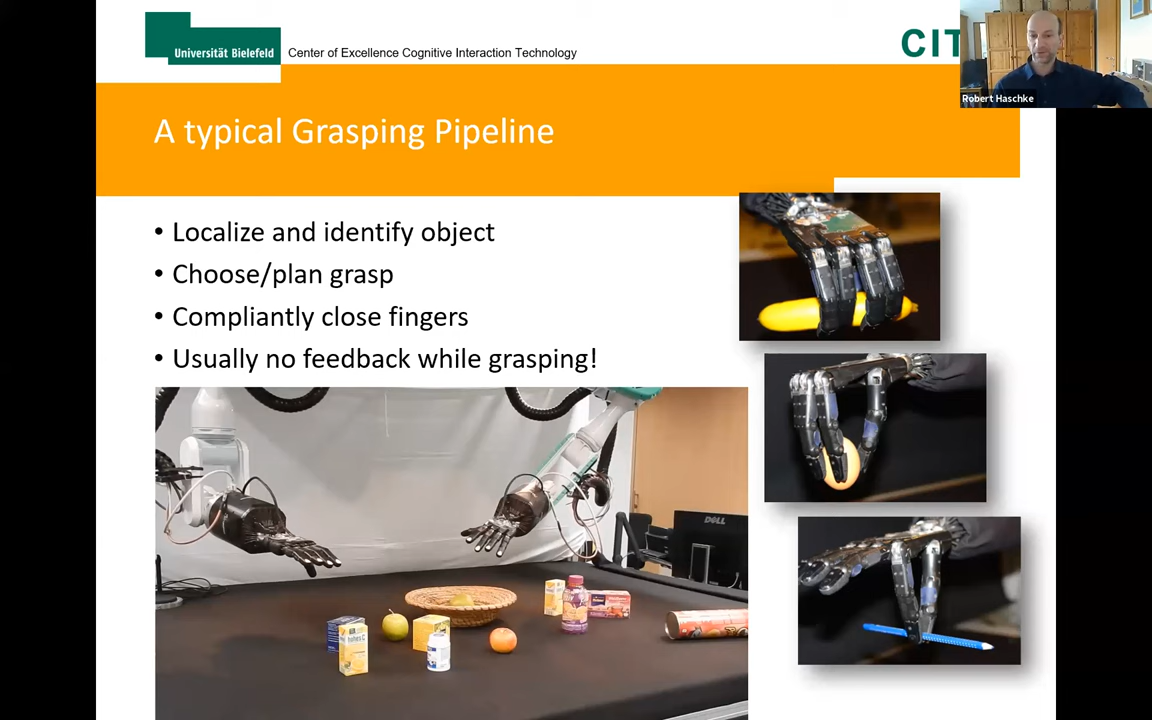 Universität Bielefeld
Center of Excellence Cognitive Interaction Technology
CIT
Robert Haschke
A typical Grasping Pipeline
• Localize and identify object
• Choose/plan grasp
• Compliantly close fingers
• Usually no feedback while grasping!
DELL